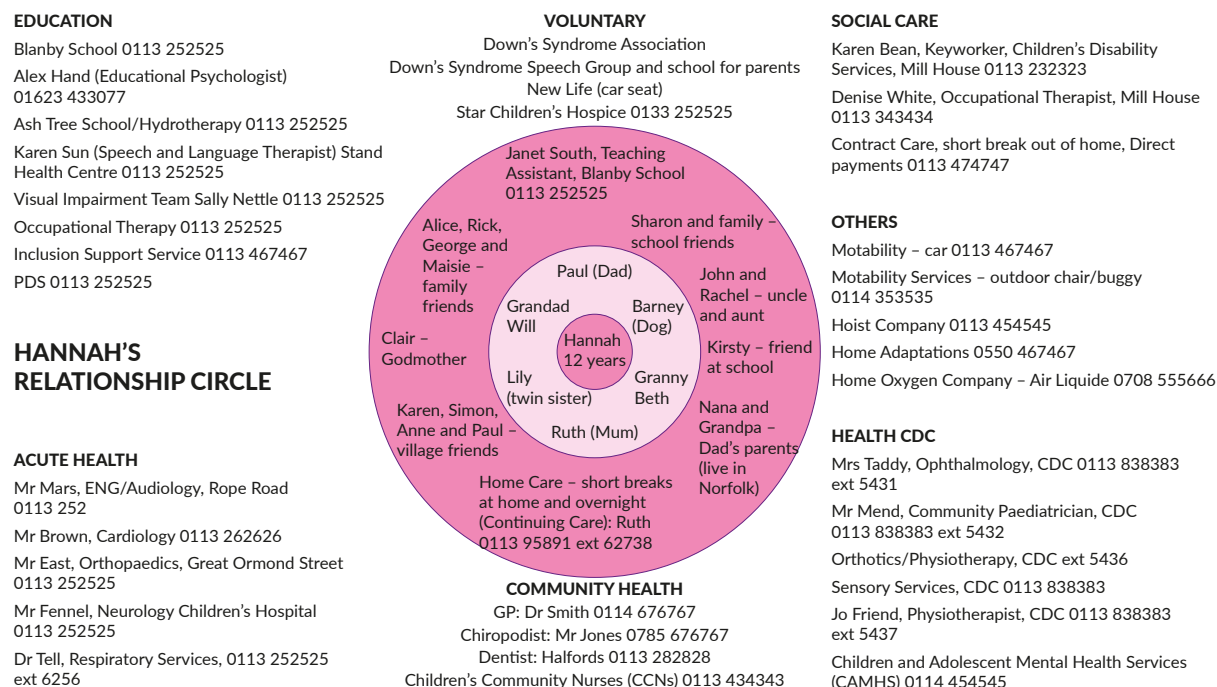 EDUCATION
Blanby School 0113 252525
Alex Hand (Educational Psychologist)
01623 433077
Ash Tree School/Hydrotherapy 0113 252525
Karen Sun (Speech and Language Therapist) Stand
Health Centre 0113 252525
Visual Impairment Team Sally Nettle 0113 252525
Occupational Therapy 0113 252525
Inclusion Support Service 0113 467467
PDS 0113 252525
HANNAH'S
RELATIONSHIP CIRCLE
ACUTE HEALTH
Mr Mars, ENG/Audiology, Rope Road
0113 252
Mr Brown, Cardiology 0113 262626
Mr East, Orthopaedics, Great Ormond Street
0113 252525
Mr Fennel, Neurology Children's Hospital
0113 252525
Dr Tell, Respiratory Services, 0113 252525
ext 6256
VOLUNTARY
Down's Syndrome Association
Down's Syndrome Speech Group and school for parents
New Life (car seat)
Star Children's Hospice 0133 252525
Janet South, Teaching
Assistant, Blanby School
0113 252525
Alice, Rick,
George and
Maisie –
family
friends
Sharon and family –
school friends
John and
Rachel – uncle
and aunt
Clair –
Godmother
Kirsty – friend
at school
Karen, Simon,
Anne and Paul –
village friends
Nana and
Grandpa –
Dad's parents
(live in
Norfolk)
Home Care – short breaks
at home and overnight
(Continuing Care): Ruth
0113 95891 ext 62738
Paul (Dad)
Grandad
Will
Barney
(Dog)
Hannah
12 years
Lily
(twin sister)
Granny
Beth
Ruth (Mum)
COMMUNITY HEALTH
GP: Dr Smith 0114 676767
Chiropodist: Mr Jones 0785 676767
Dentist: Halfords 0113 282828
Children's Community Nurses (CCNs) 0113 434343
SOCIAL CARE
Karen Bean, Keyworker, Children's Disability
Services, Mill House 0113 232323
Denise White, Occupational Therapist, Mill House
0113 343434
Contract Care, short break out of home, Direct
payments 0113 474747
OTHERS
Motability – car 0113 467467
Motability Services – outdoor chair/buggy
0114 353535
Hoist Company 0113 454545
Home Adaptations 0550 467467
Home Oxygen Company – Air Liquide 0708 555666
HEALTH CDC
Mrs Taddy, Ophthalmology, CDC 0113 838383
ext 5431
Mr Mend, Community Paediatrician, CDC
0113 838383 ext 5432
Orthotics/Physiotherapy, CDC ext 5436
Sensory Services, CDC 0113 838383
Jo Friend, Physiotherapist, CDC 0113 838383
ext 5437
Children and Adolescent Mental Health Services
(CAMHS) 0114 454545